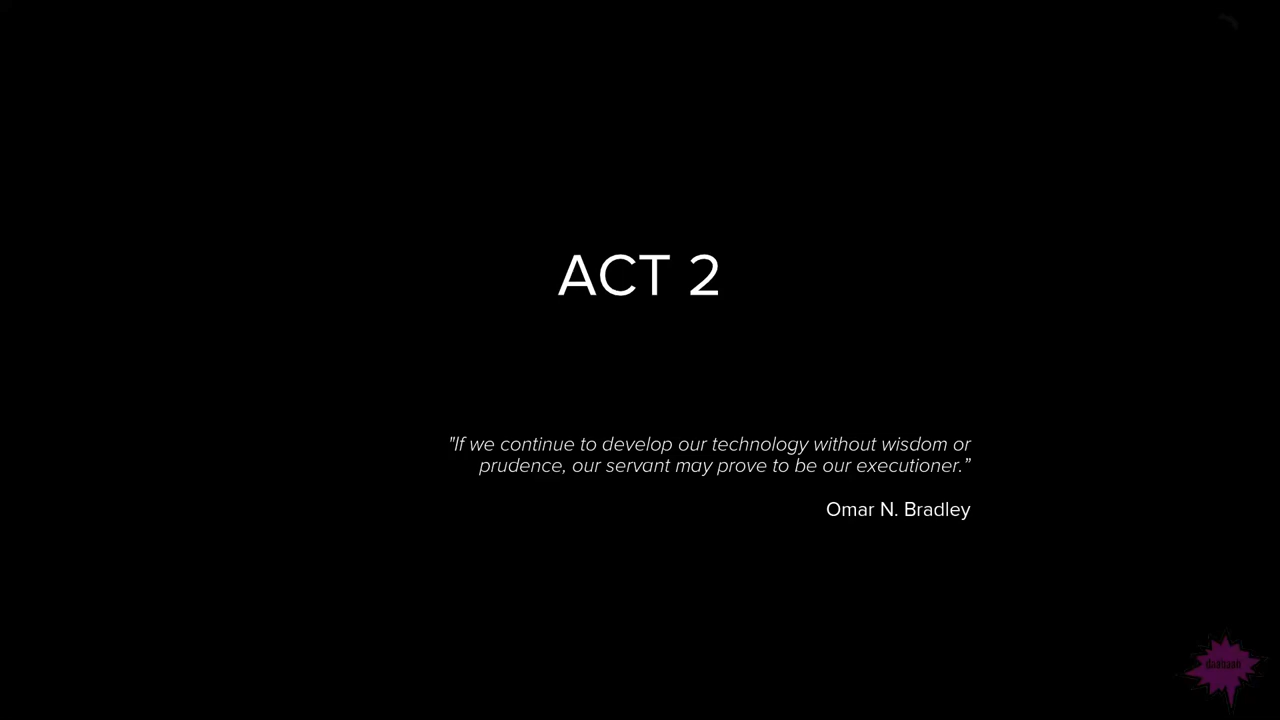 ACT 2
"If we continue to develop our technology without wisdom or
prudence, our servant may prove to be our executioner.”
Omar N. Bradley